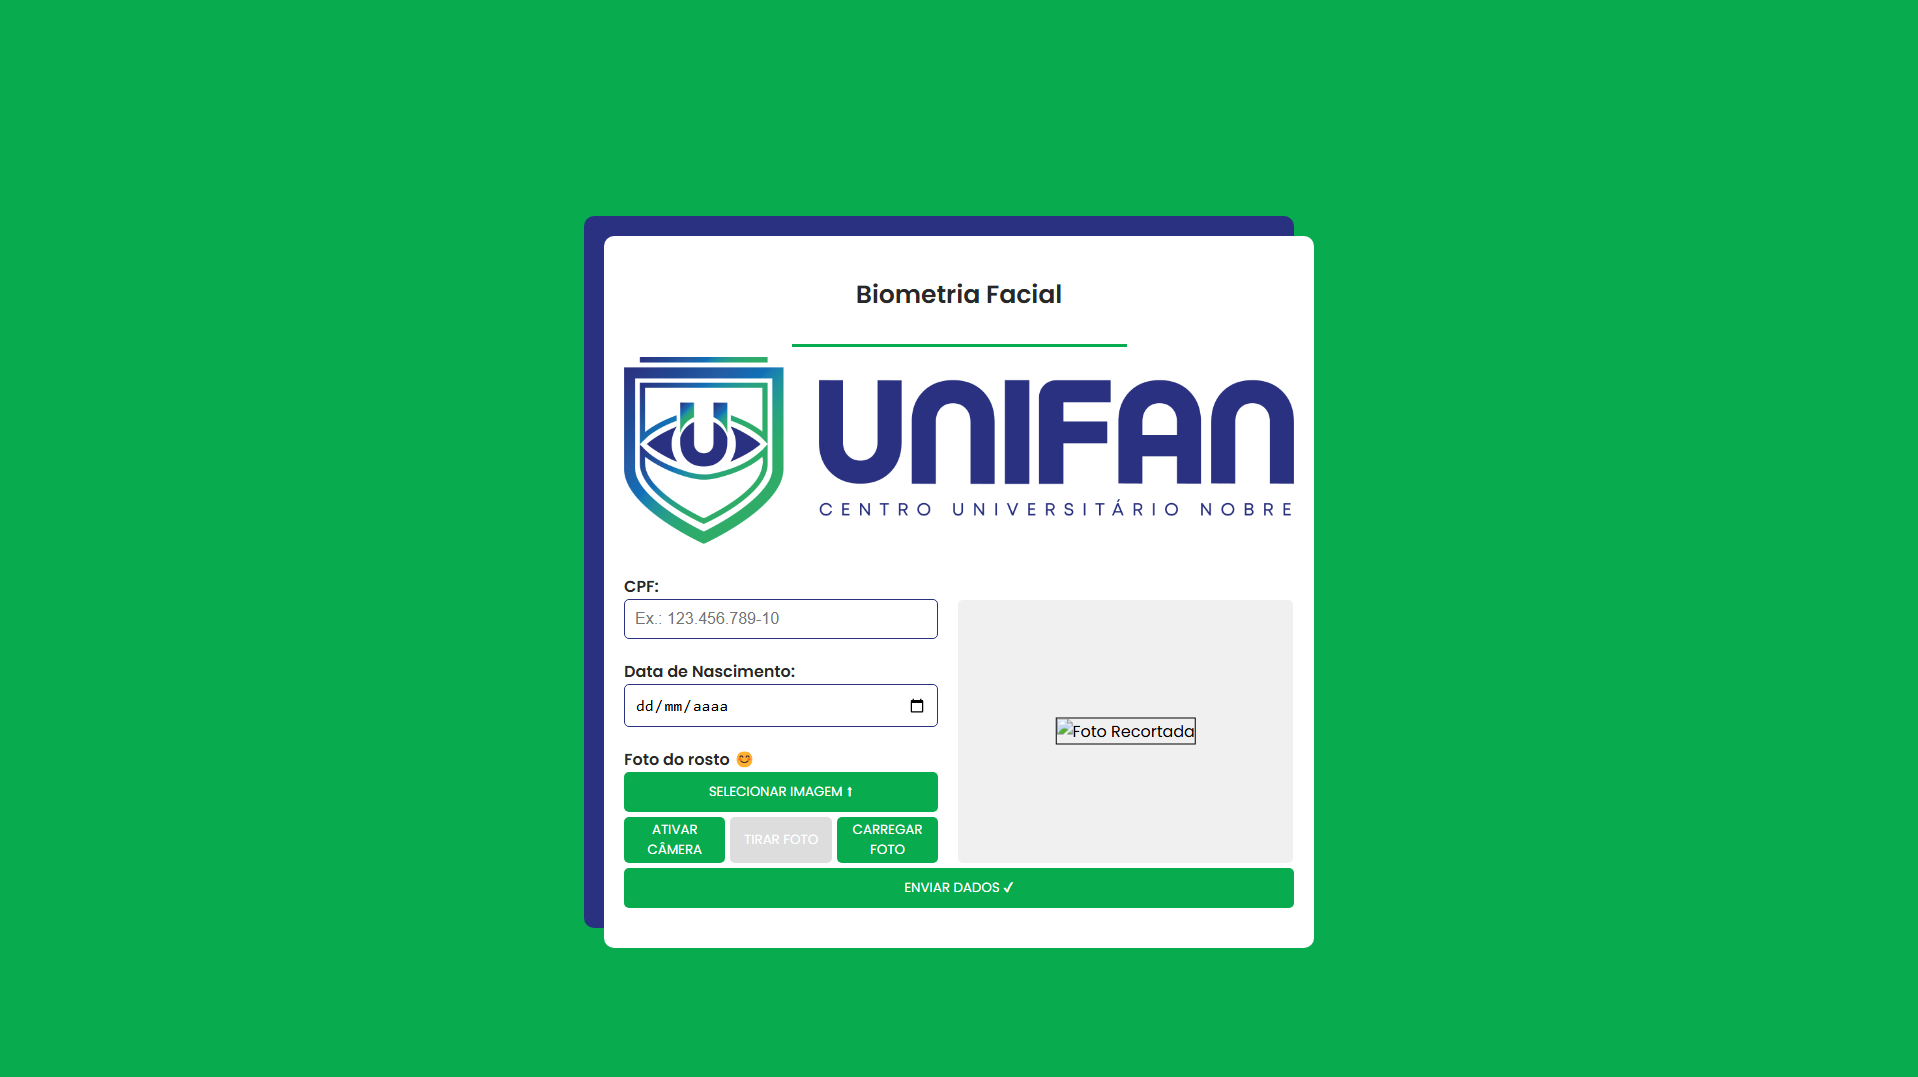 Biometria Facial
U
UNIFAN
CENTRO UNIVERSITÁRIO NOBRE
CPF:
Ex.: 123.456.789-10
Data de Nascimento:
dd/mm/aaaa
Foto do rosto 😊
SELECIONAR IMAGEM ⬆
ATIVAR
CÂMERA
TIRAR FOTO
CARREGAR
FOTO
Foto Recortada
ENVIAR DADOS ✔